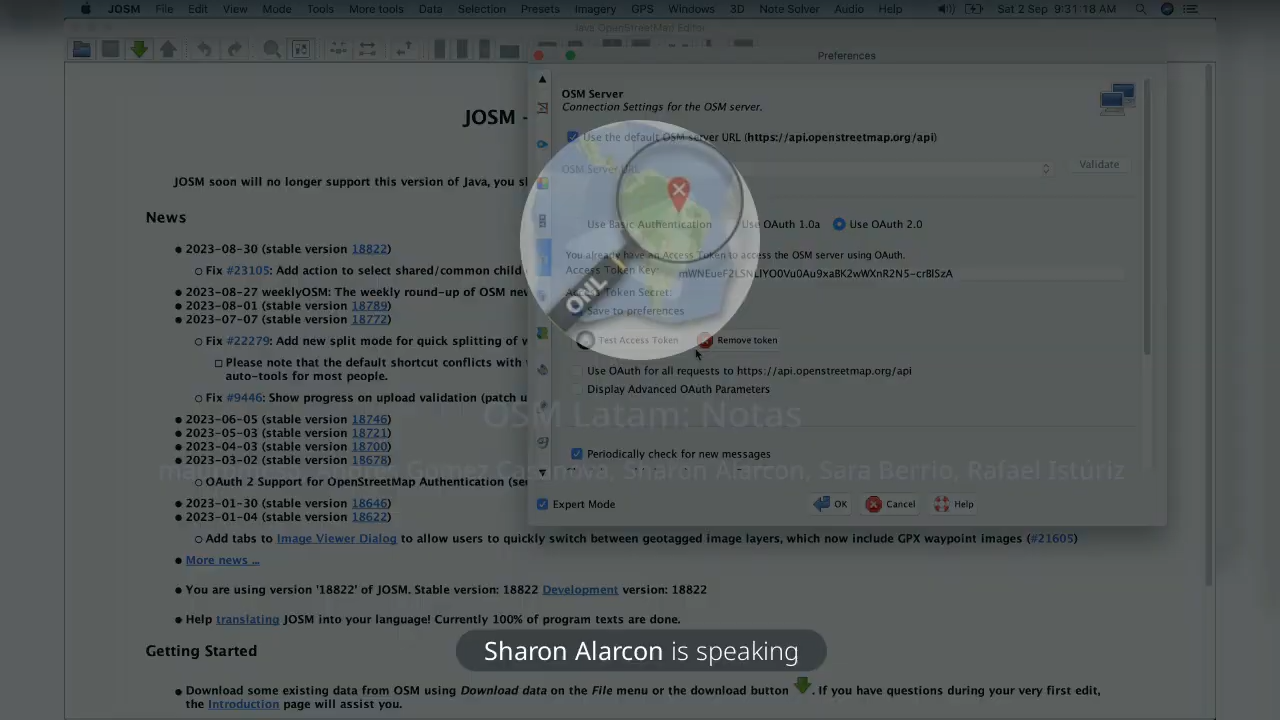 JOSM File Edit View Mode Tools More tools Data Selection Presets Imagery GPS Windows 3D Note Solver Audio Help Sat 2 Sep 9:31:18 AM
Java OpenStreetMap Editor
Preferences
OSM Server
Connection Settings for the OSM server.
Use the default OSM server URL (https://api.openstreetmap.org/api)
OSM Server URL
Validate
Use Basic Authentication Use OAuth 1.0a Use OAuth 2.0
You already have an Access Token to access the OSM server using OAuth.
Access Token Key:
Access Token Secret:
Save to preferences
Test Access Token Remove token
Use OAuth for all requests to https://api.openstreetmap.org/api
Display Advanced OAuth Parameters
Periodically check for new messages
Expert Mode OK Cancel Help
ONL
OSM Latam: Notas
Gomez Casanova, Sharon Alarcon, Sara Berrio, Rafael Istúriz
JOSM -
JOSM soon will no longer support this version of Java, you
News
2023-08-30 (stable version 18822)
Fix #23105: Add action to select shared/common child
2023-08-27 weeklyOSM: The weekly round-up of OSM
2023-08-01 (stable version 18789)
2023-07-07 (stable version 18772)
Fix #22279: Add new split mode for quick splitting of
Please note that the default shortcut conflicts with
auto-tools for most people.
Fix #9446: Show progress on upload validation (patch
2023-06-05 (stable version 18746)
2023-05-03 (stable version 18721)
2023-04-03 (stable version 18700)
2023-03-02 (stable version 18678)
OAuth 2 Support for OpenStreetMap Authentication
2023-01-30 (stable version 18646)
2023-01-04 (stable version 18622)
Add tabs to Image Viewer Dialog to allow users to quickly switch between geotagged image layers, which now include GPX waypoint images (#21605)
More news ...
You are using version '18822' of JOSM. Stable version: 18822 Development version: 18822
Help translating JOSM into your language! Currently 100% of program texts are done.
Getting Started
Download some existing data from OSM using Download data on the File menu or the download button . If you have questions during your very first edit,
the Introduction page will assist you.
Sharon Alarcon is speaking